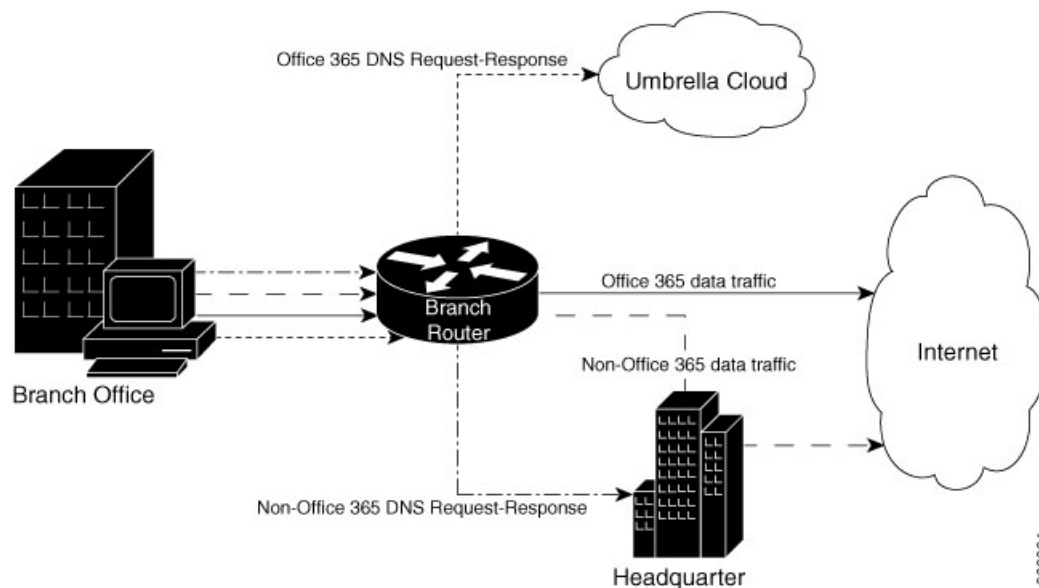 Office 365 DNS Request-Response
Umbrella Cloud
Office 365 data traffic
Branch
Router
Non-Office 365 data traffic
Internet
Branch Office
Non-Office 365 DNS Request-Response
Headquarter